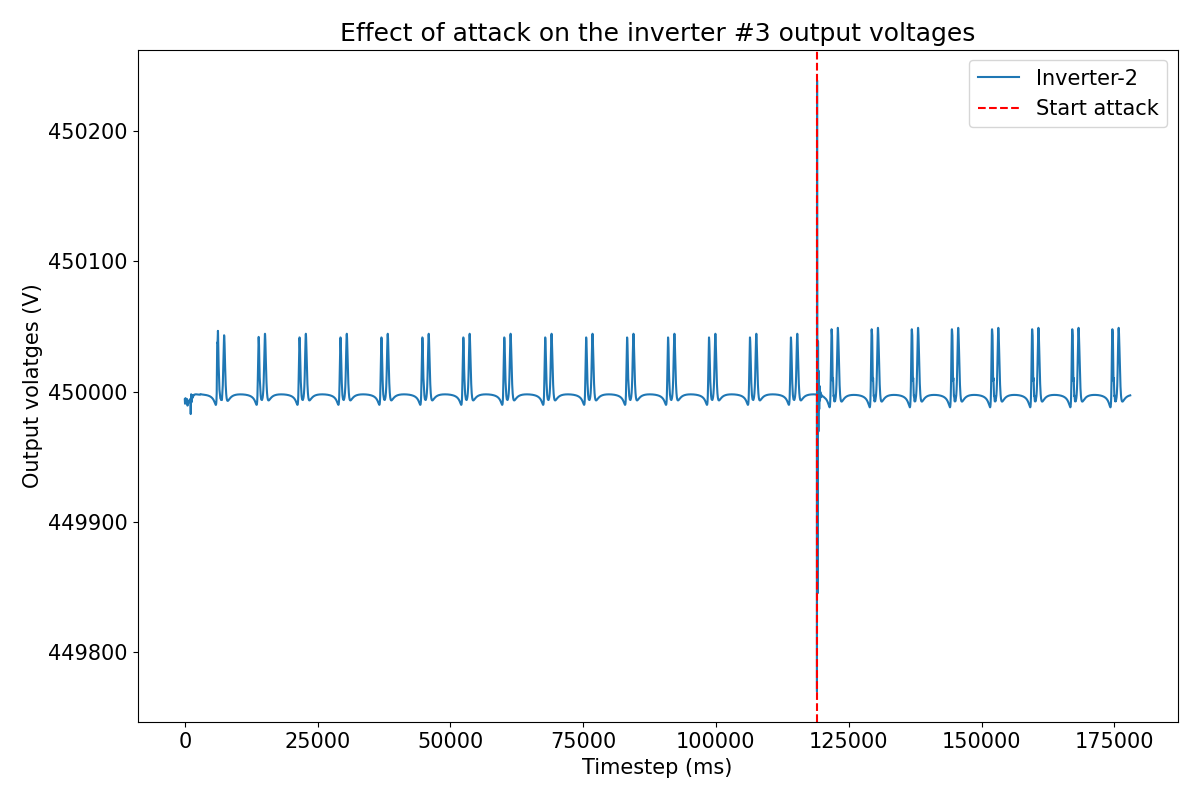 Effect of attack on the inverter #3 output voltages
Inverter-2
Start attack
Output volatges (V)
450200
450100
450000
449900
449800
0 25000 50000 75000 100000 125000 150000 175000
Timestep (ms)